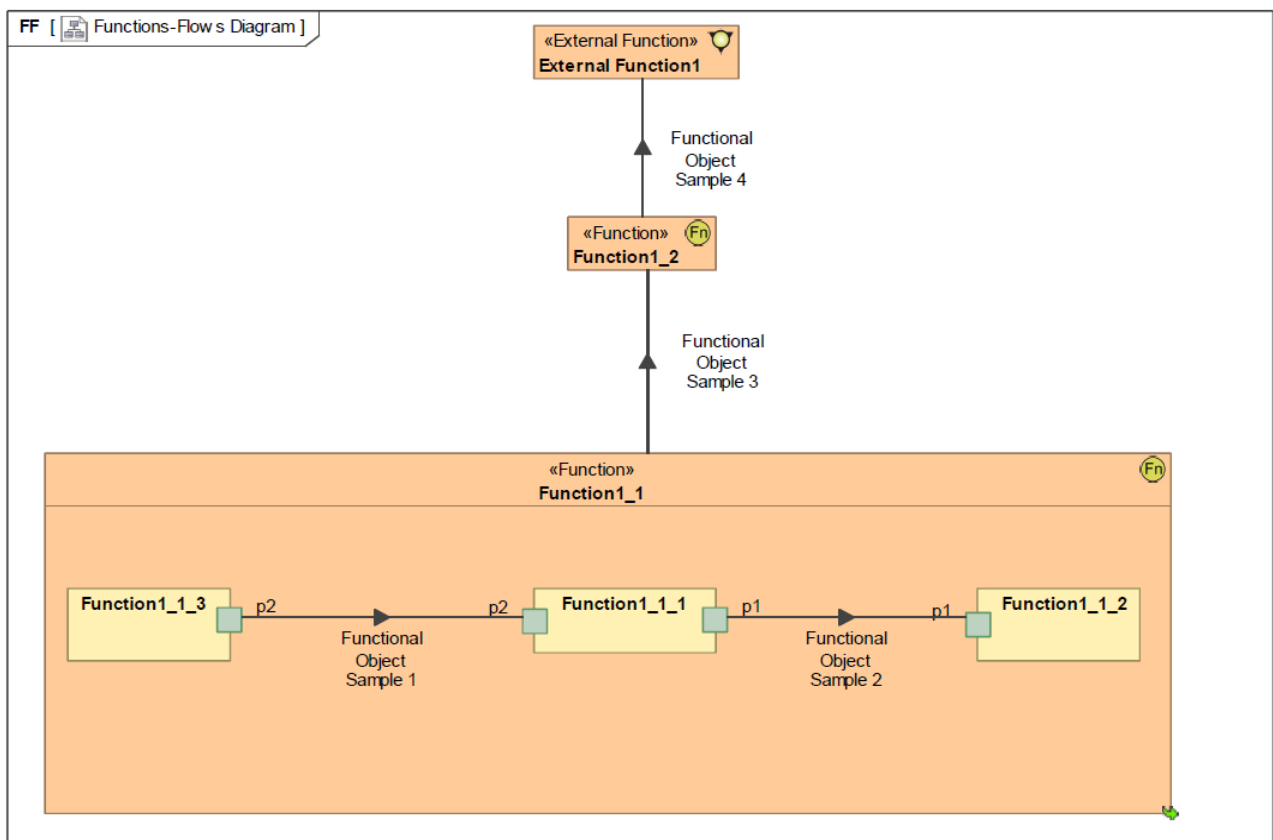 FF [ Functions-Flows Diagram ]
«External Function»
External Function1
Functional
Object
Sample 4
«Function» Fn
Function1_2
Functional
Object
Sample 3
«Function» Fn
Function1_1
Function1_1_3
p2
p2
Function1_1_1
p1
p1
Function1_1_2
Functional
Object
Sample 1
Functional
Object
Sample 2